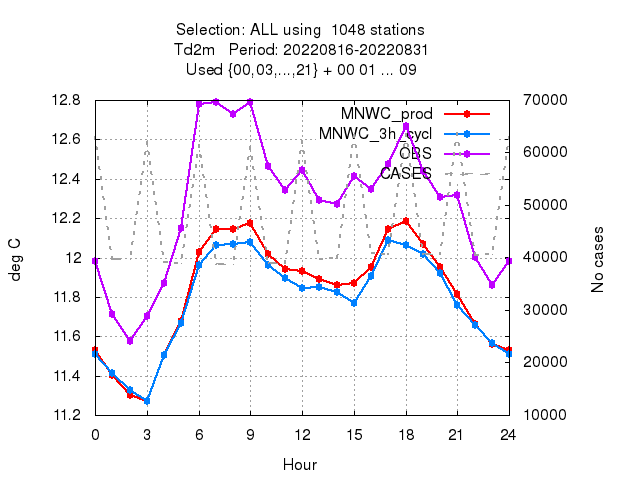 Selection: ALL using  1048 stations
Td2m   Period: 20220816-20220831
Used {00,03,...,21} + 00 01 ... 09
12.8
12.6
12.4
12.2
12
11.8
11.6
11.4
11.2
deg C
70000
60000
50000
40000
30000
20000
10000
No cases
MNWC_prod
MNWC_3h_cycl
OBS
CASES
0 3 6 9 12 15 18 21 24
Hour